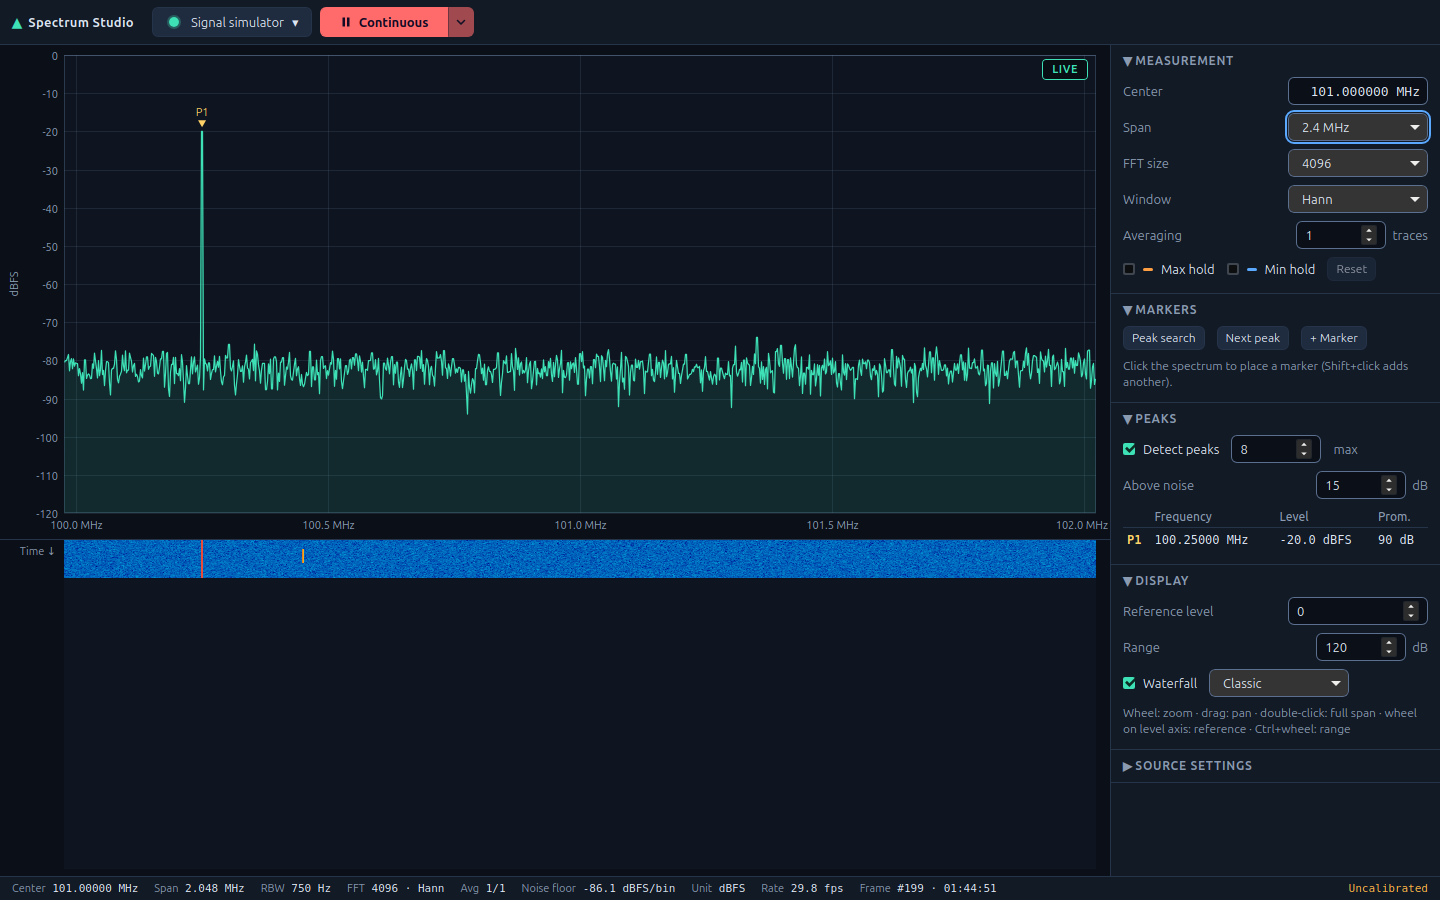 ▲ Spectrum Studio
Signal simulator ▾
Continuous
LIVE
0
-10
-20
-30
-40
-50
-60
-70
-80
-90
-100
-110
-120
dBFS
P1
100.0 MHz
100.5 MHz
101.0 MHz
101.5 MHz
102.0 MHz
Time ↓
▼ MEASUREMENT
Center 101.000000 MHz
Span 2.4 MHz
FFT size 4096
Window Hann
Averaging 1 traces
Max hold Min hold Reset
▼ MARKERS
Peak search Next peak + Marker
Click the spectrum to place a marker (Shift+click adds
another).
▼ PEAKS
Detect peaks 8 max
Above noise 15 dB
Frequency Level Prom.
P1 100.25000 MHz -20.0 dBFS 90 dB
▼ DISPLAY
Reference level 0
Range 120 dB
Waterfall Classic
Wheel: zoom · drag: pan · double-click: full span · wheel
on level axis: reference · Ctrl+wheel: range
▶ SOURCE SETTINGS
Center 101.00000 MHz Span 2.048 MHz RBW 750 Hz FFT 4096 · Hann Avg 1/1 Noise floor -86.1 dBFS/bin Unit dBFS Rate 29.8 fps Frame #199 · 01:44:51 Uncalibrated